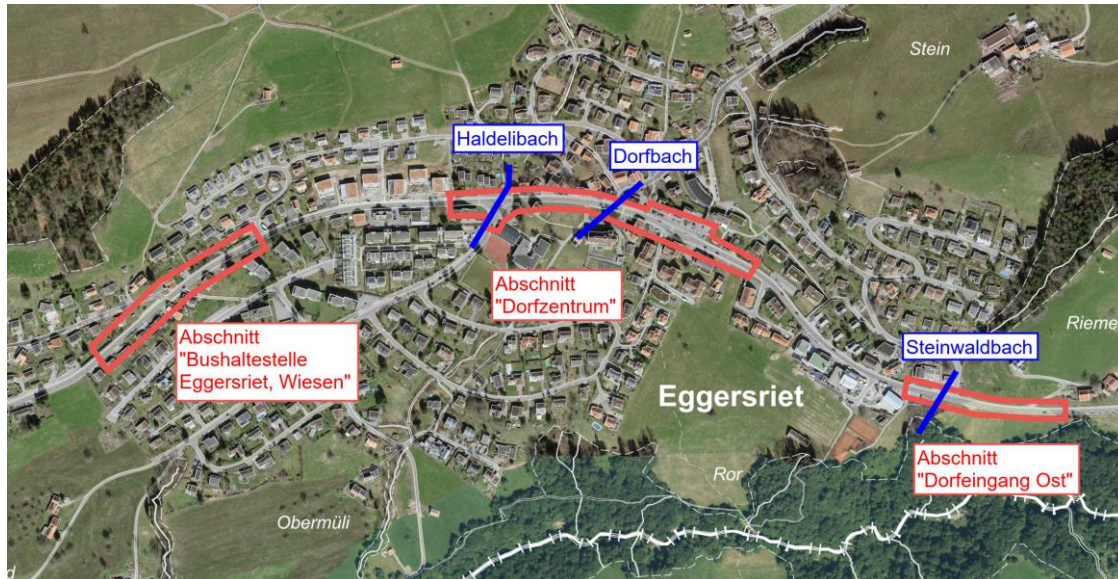 Stein
Haldelibach
Dorfbach
Abschnitt
"Dorfzentrum"
Abschnitt
"Bushaltestelle
Eggersriet, Wiesen"
Rieme
Steinwaldbach
Eggersriet
Abschnitt
"Dorfeingang Ost"
Ror
Obermüli
d